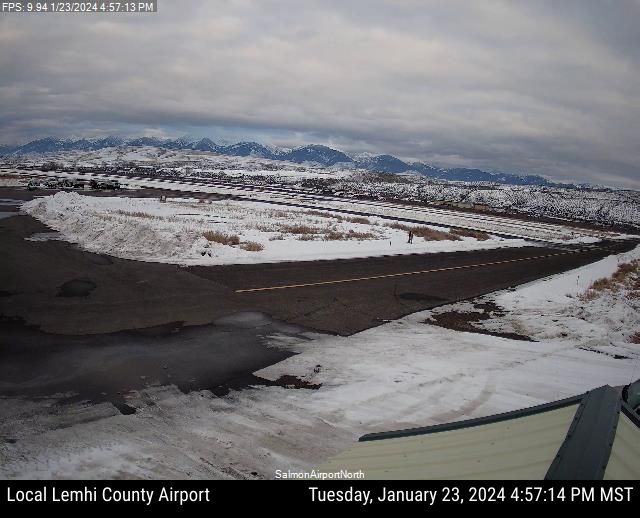 FPS: 9.94 1/23/2024 4:57:13 PM
SalmonAirportNorth
Local Lemhi County Airport Tuesday, January 23, 2024 4:57:14 PM MST